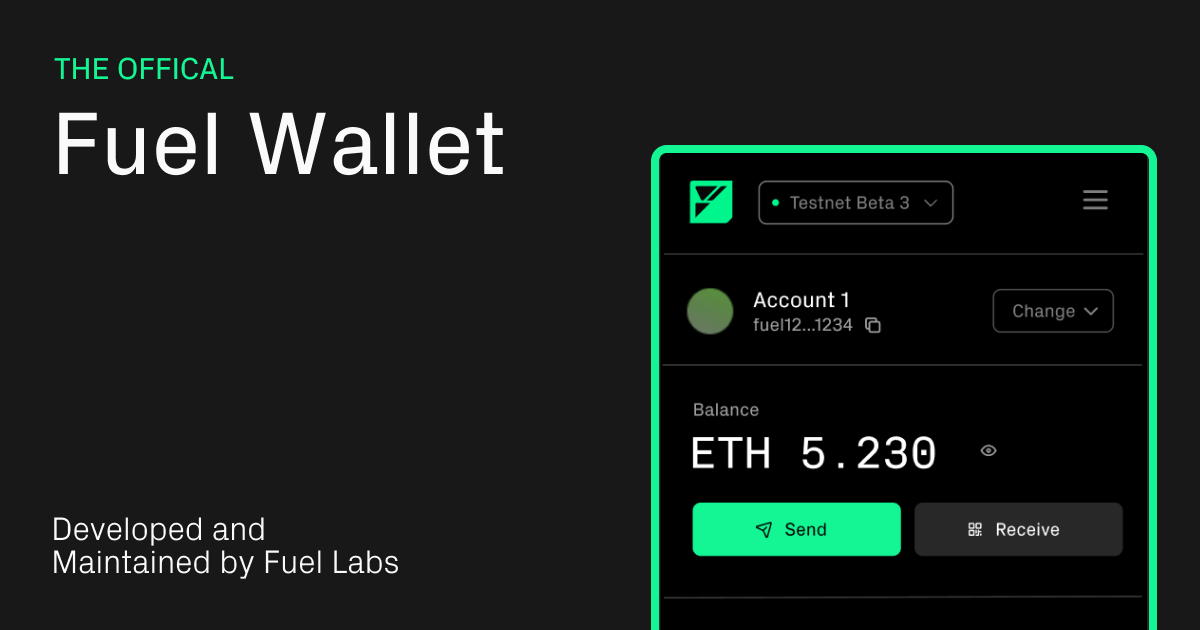 THE OFFICAL
Fuel Wallet
Testnet Beta 3
Account 1
fuel12...1234
Change
Balance
ETH 5.230
Send
Receive
Developed and
Maintained by Fuel Labs